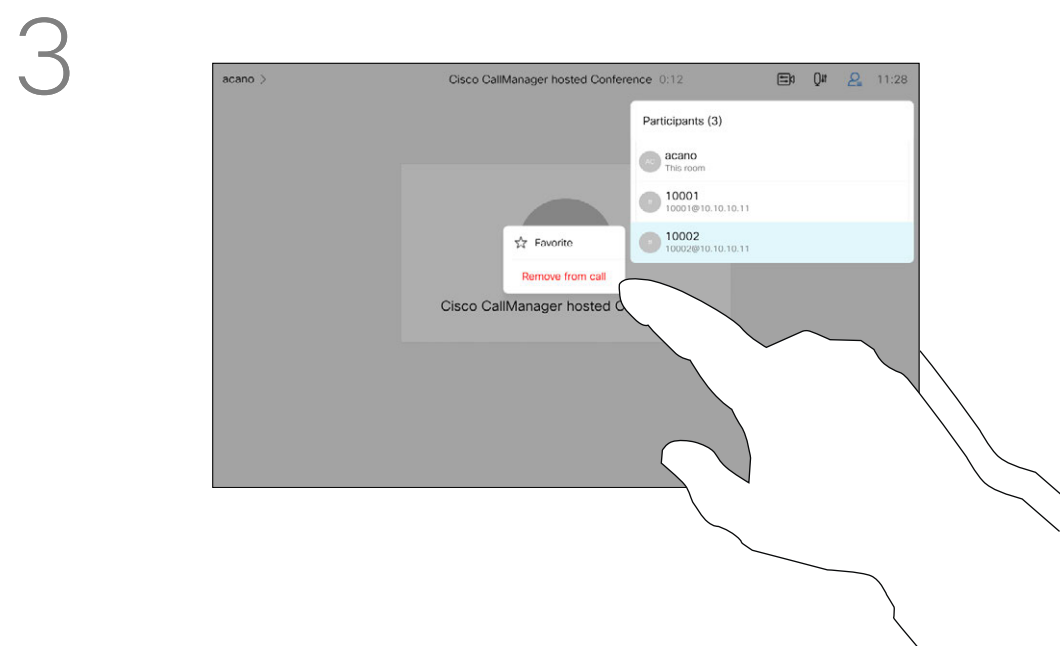 3
acano >
Cisco CallManager hosted Conference 0:12
11:28
Participants (3)
AC
acano
This room
10001
10001@10.10.10.11
10002
10002@10.10.10.11
Favorite
Remove from call
Cisco CallManager hosted